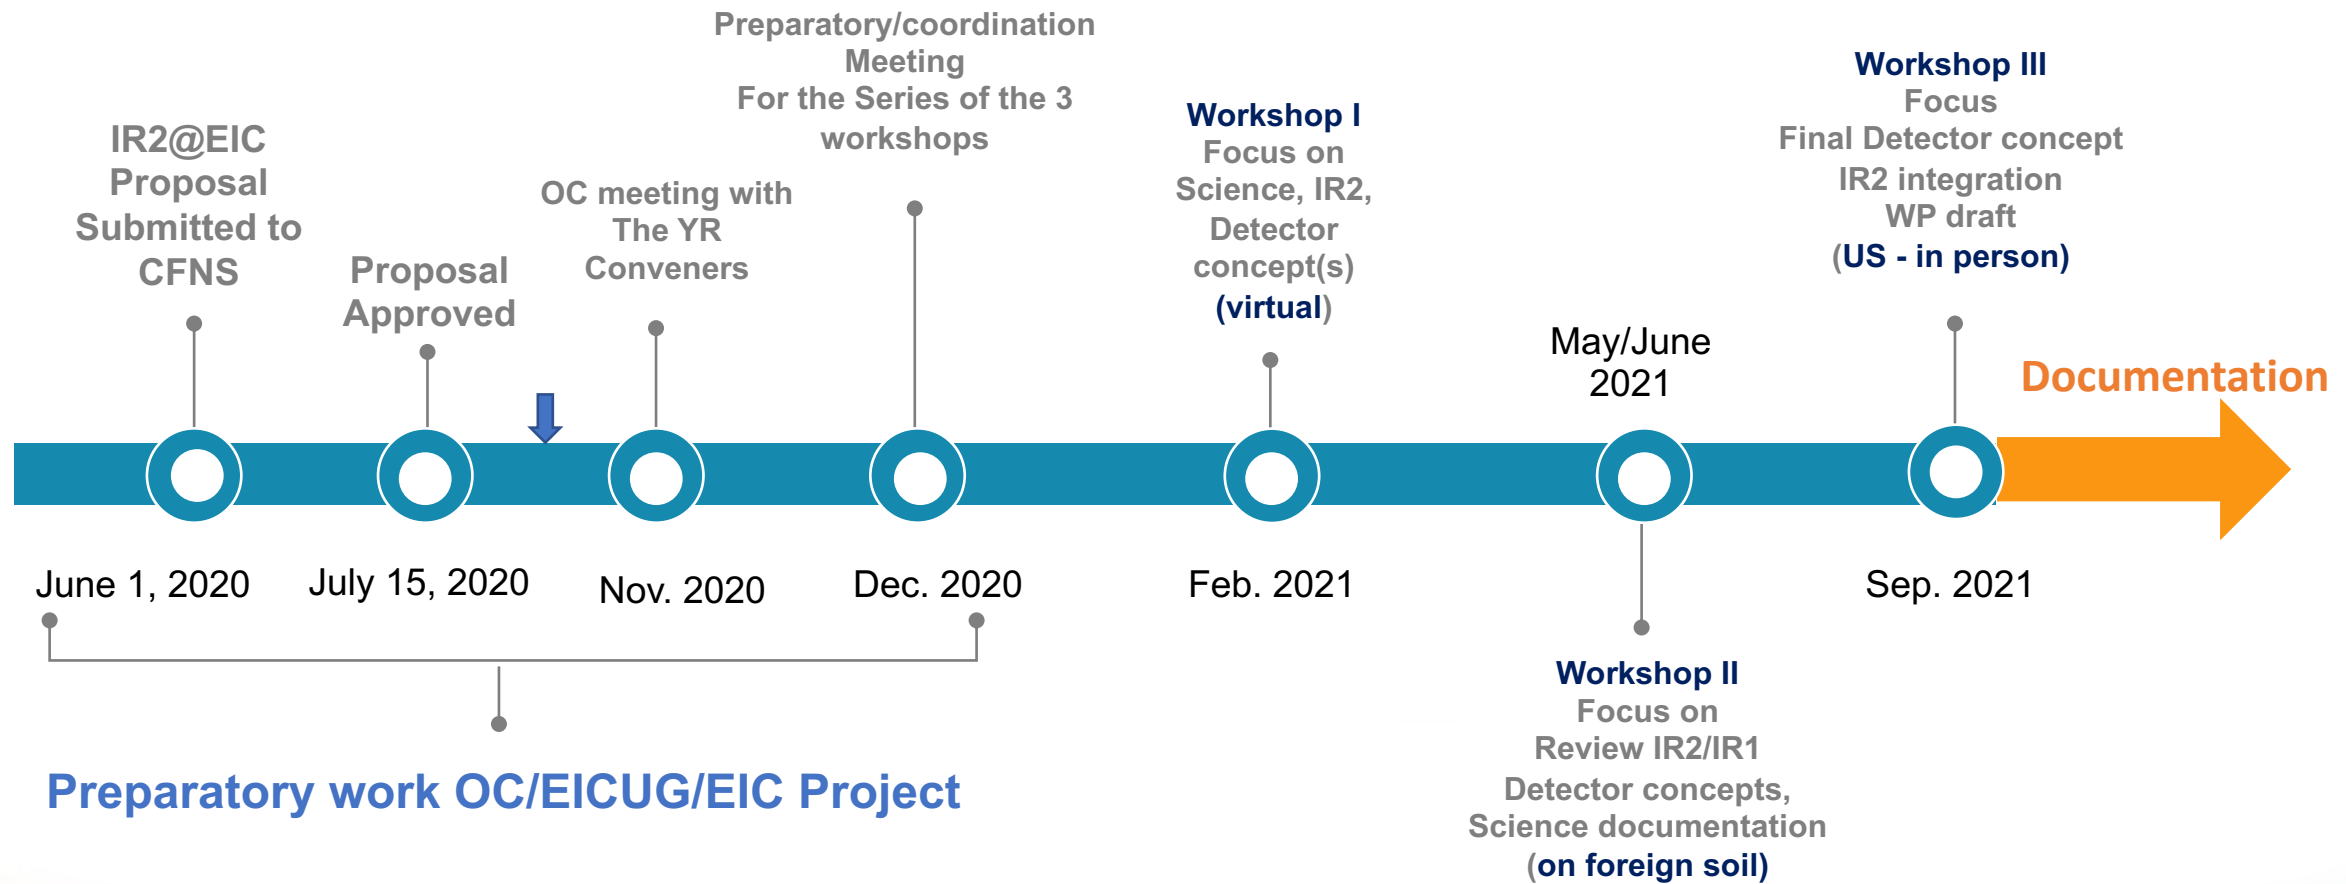 IR2@EIC
Proposal
Submitted to
CFNS
June 1, 2020
Proposal
Approved
July 15, 2020
OC meeting with
The YR
Conveners
Nov. 2020
Preparatory/coordination
Meeting
For the Series of the 3
workshops
Dec. 2020
Workshop I
Focus on
Science, IR2,
Detector
concept(s)
(virtual)
Feb. 2021
May/June
2021
Workshop II
Focus on
Review IR2/IR1
Detector concepts,
Science documentation
(on foreign soil)
Workshop III
Focus
Final Detector concept
IR2 integration
WP draft
(US - in person)
Sep. 2021
Documentation
Preparatory work OC/EICUG/EIC Project